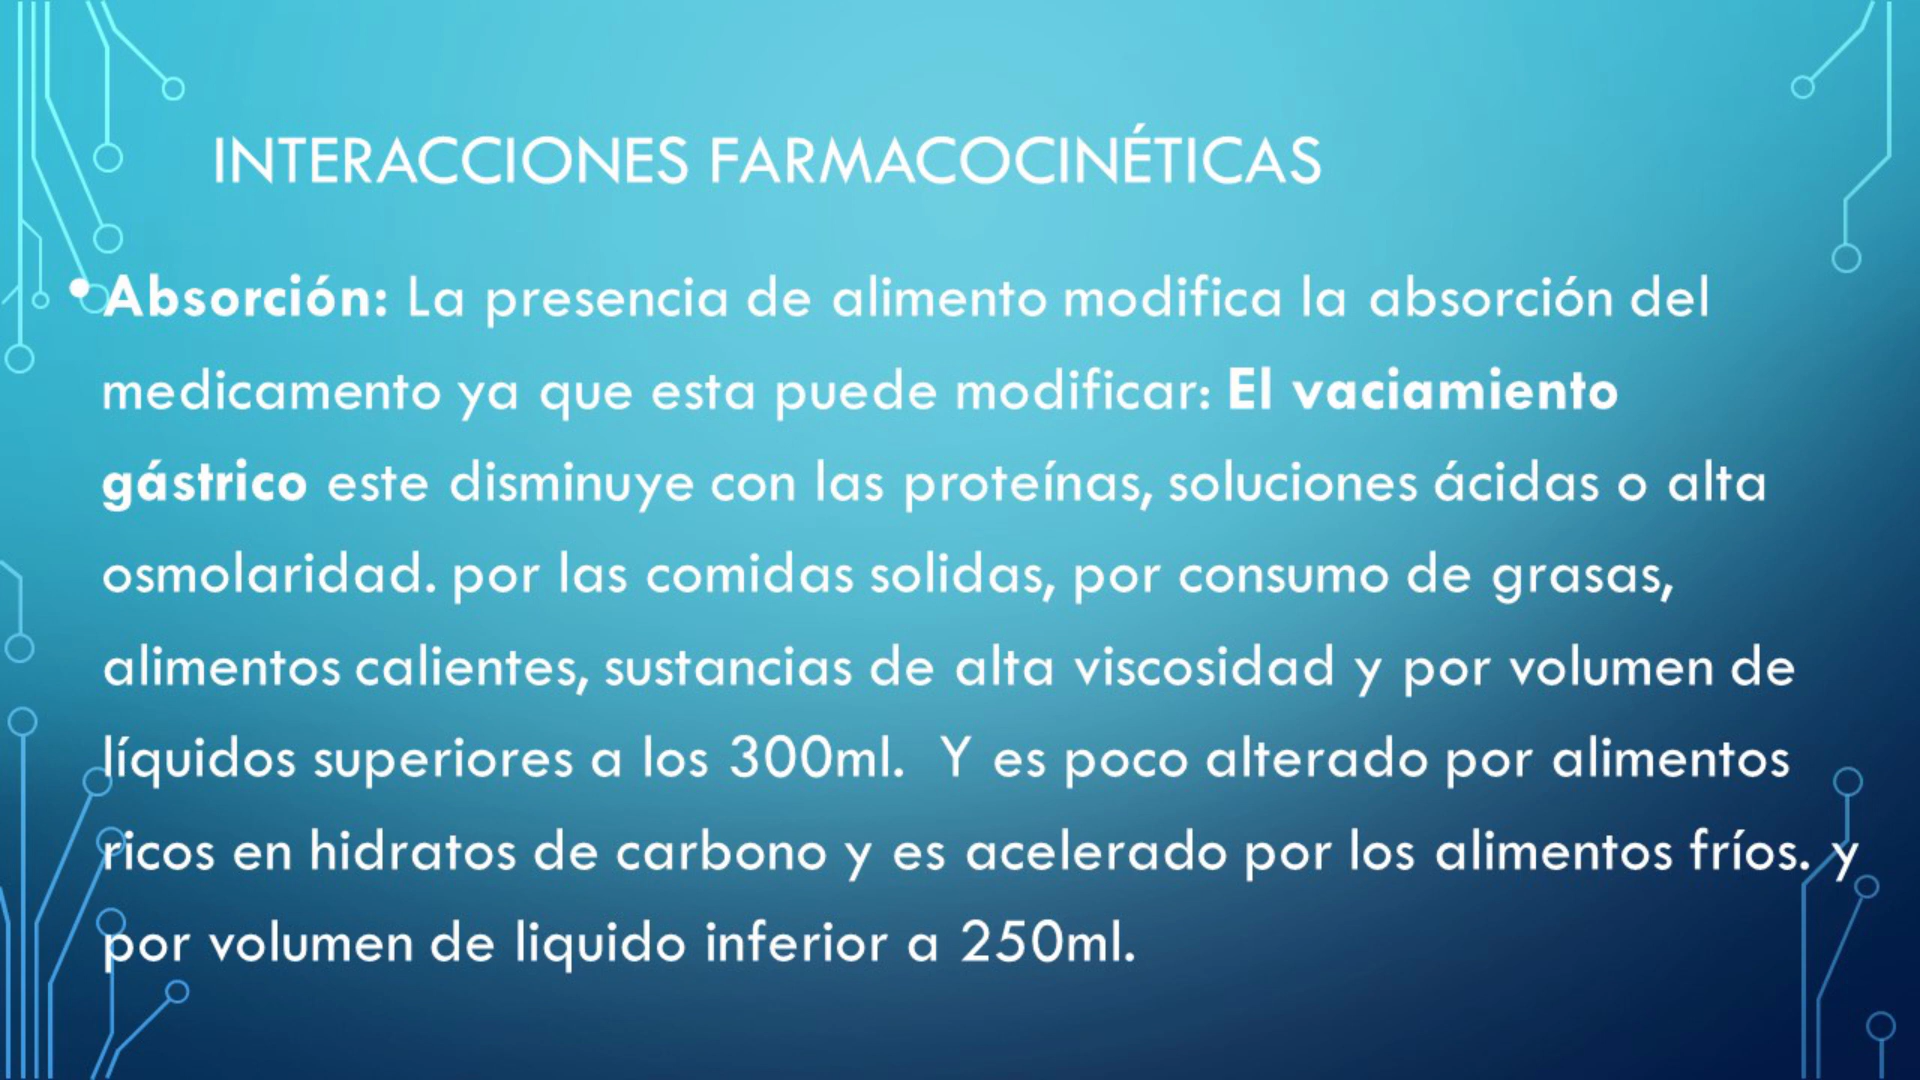 INTERACCIONES FARMACOCINÉTICAS
• Absorción: La presencia de alimento modifica la absorción del
medicamento ya que esta puede modificar: El vaciamiento
gástrico este disminuye con las proteínas, soluciones ácidas o alta
osmolaridad. por las comidas solidas, por consumo de grasas,
alimentos calientes, sustancias de alta viscosidad y por volumen de
líquidos superiores a los 300ml.  Y es poco alterado por alimentos
ricos en hidratos de carbono y es acelerado por los alimentos fríos. y
por volumen de liquido inferior a 250ml.